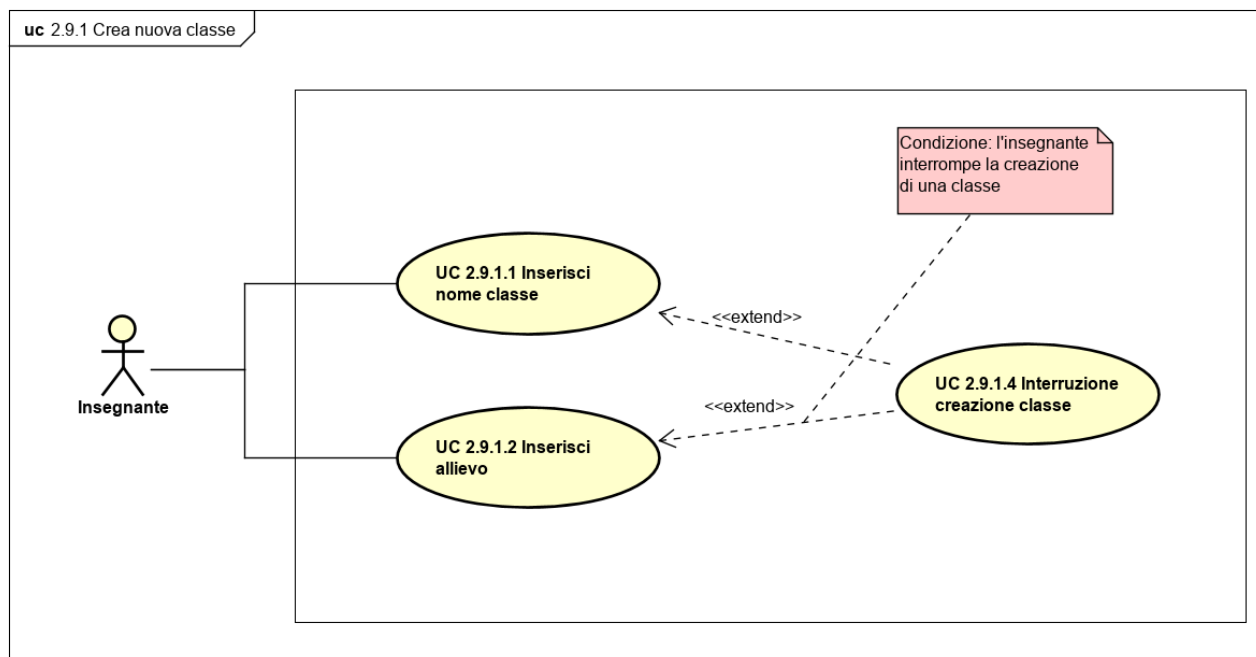 uc 2.9.1 Crea nuova classe
Condizione: l'insegnante
interrompe la creazione
di una classe
UC 2.9.1.1 Inserisci
nome classe
<<extend>>
UC 2.9.1.4 Interruzione
creazione classe
Insegnante
<<extend>>
UC 2.9.1.2 Inserisci
allievo